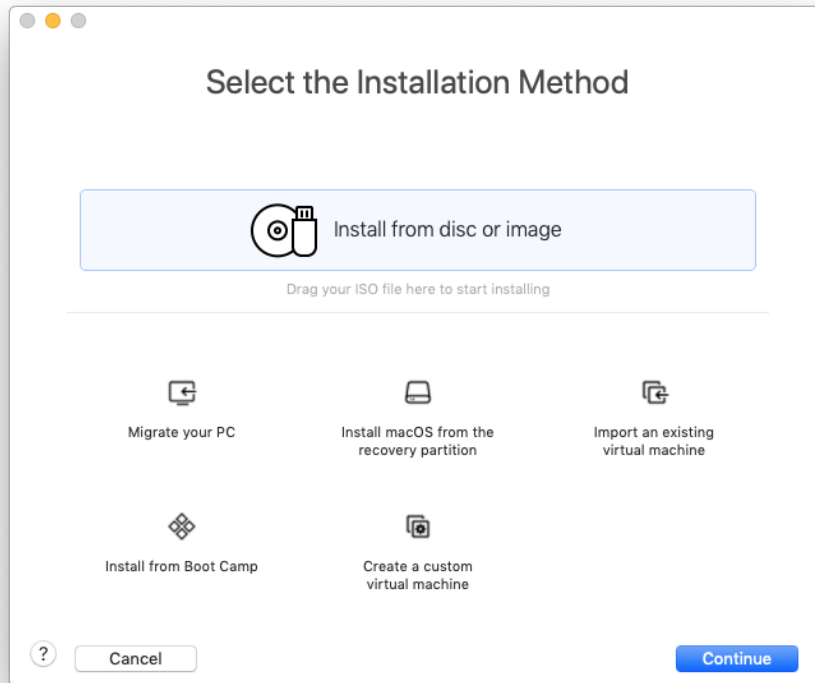 Select the Installation Method
Install from disc or image
Drag your ISO file here to start installing
Migrate your PC
Install macOS from the
recovery partition
Import an existing
virtual machine
Install from Boot Camp
Create a custom
virtual machine
?
Cancel
Continue